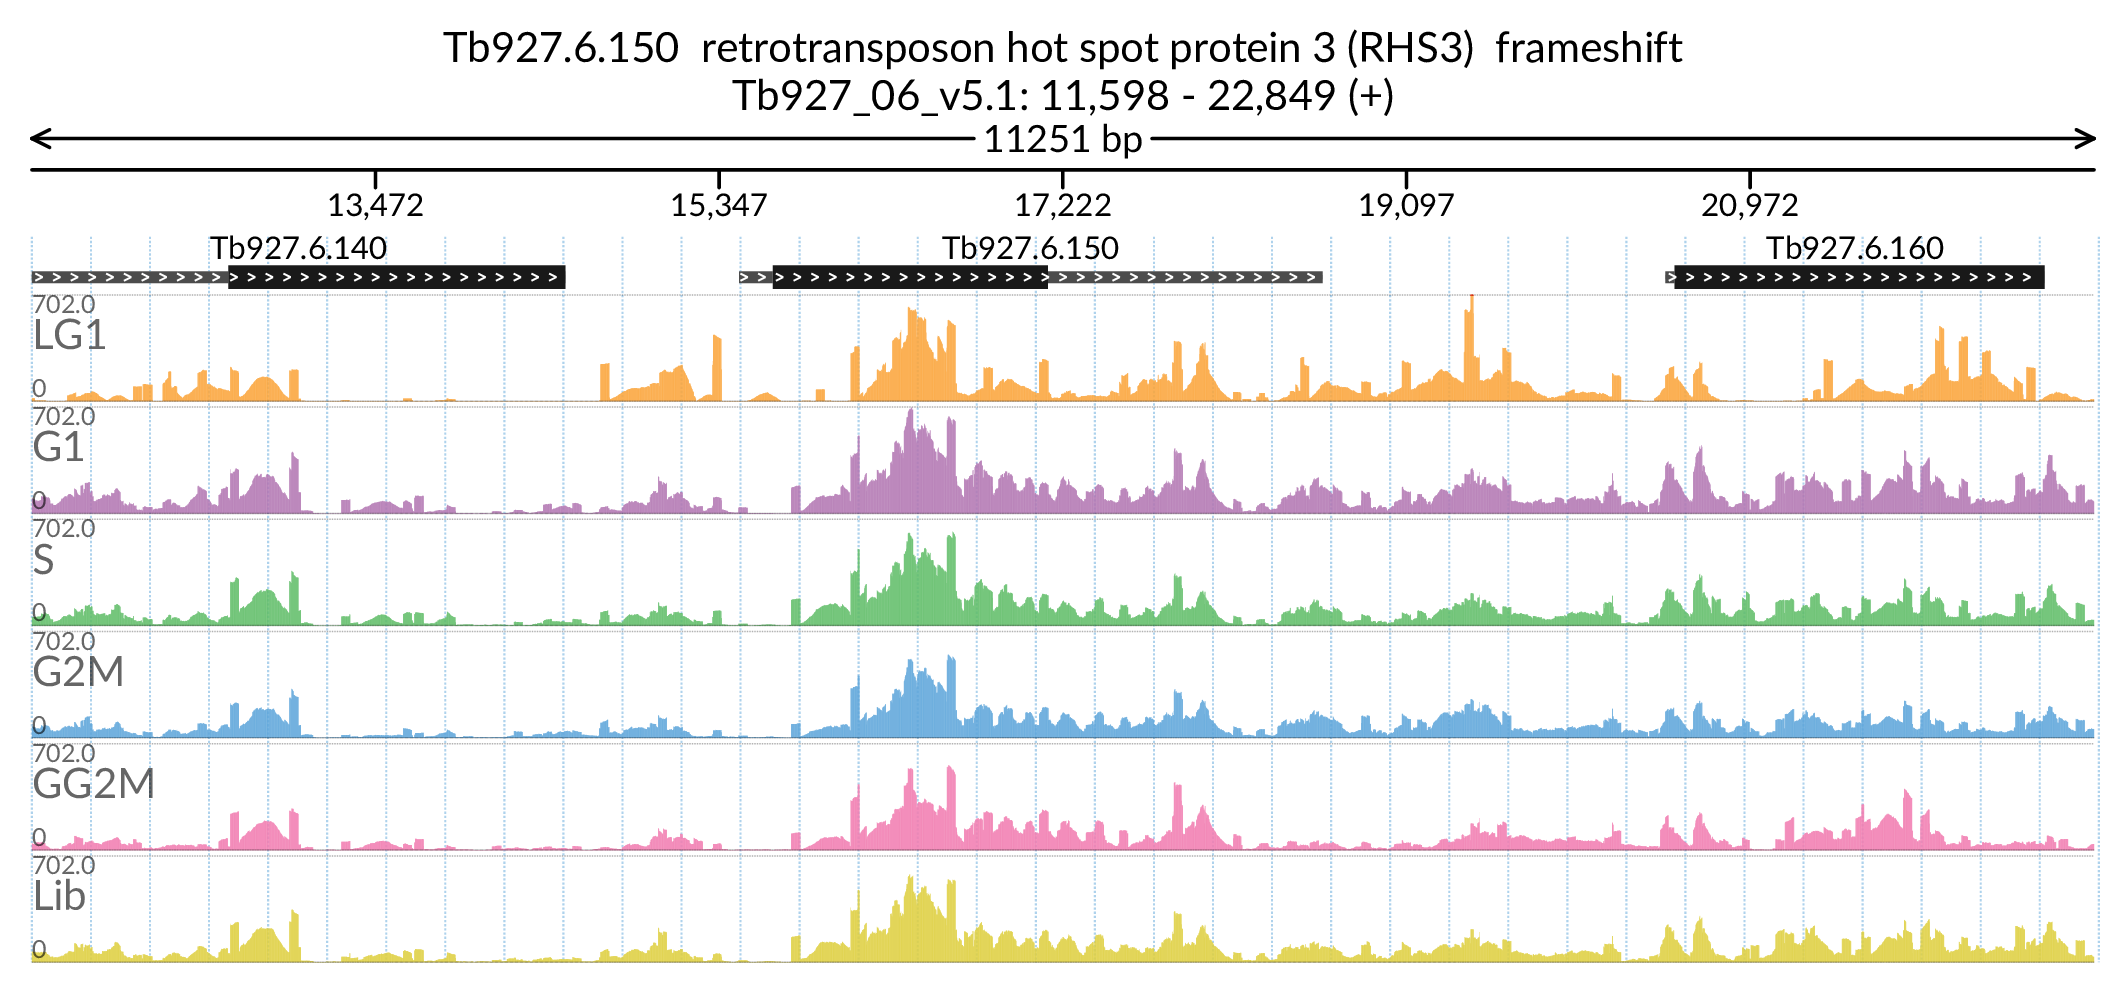 Tb927.6.150 retrotransposon hot spot protein 3 (RHS3) frameshift
Tb927_06_v5.1: 11,598 - 22,849 (+)
11251 bp
13,472 15,347 17,222 19,097 20,972
Tb927.6.140 Tb927.6.150 Tb927.6.160
702.0
LG1
0
702.0
G1
0
702.0
S
0
702.0
G2M
0
702.0
GG2M
0
702.0
Lib
0